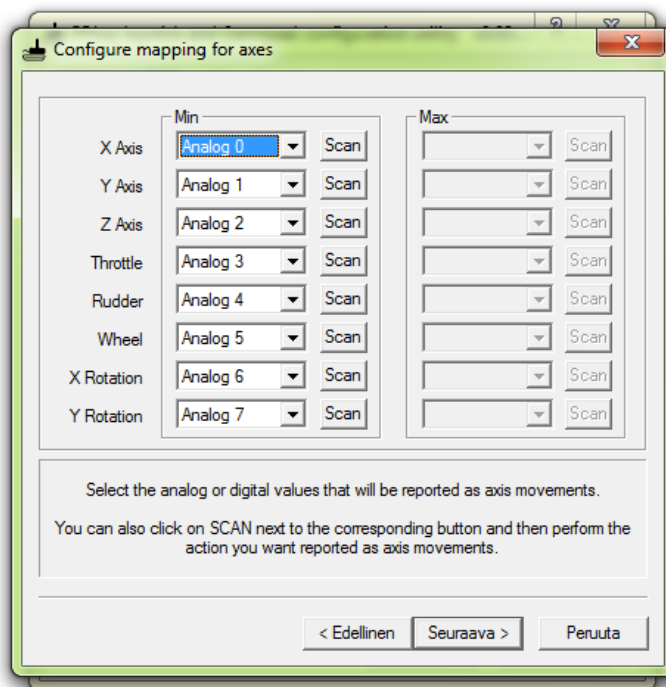 Configure mapping for axes
Min
Max
X Axis
Analog 0
Scan
Scan
Y Axis
Analog 1
Scan
Scan
Z Axis
Analog 2
Scan
Scan
Throttle
Analog 3
Scan
Scan
Rudder
Analog 4
Scan
Scan
Wheel
Analog 5
Scan
Scan
X Rotation
Analog 6
Scan
Scan
Y Rotation
Analog 7
Scan
Scan
Select the analog or digital values that will be reported as axis movements.
You can also click on SCAN next to the corresponding button and then perform the
action you want reported as axis movements.
< Edellinen
Seuraava >
Peruuta